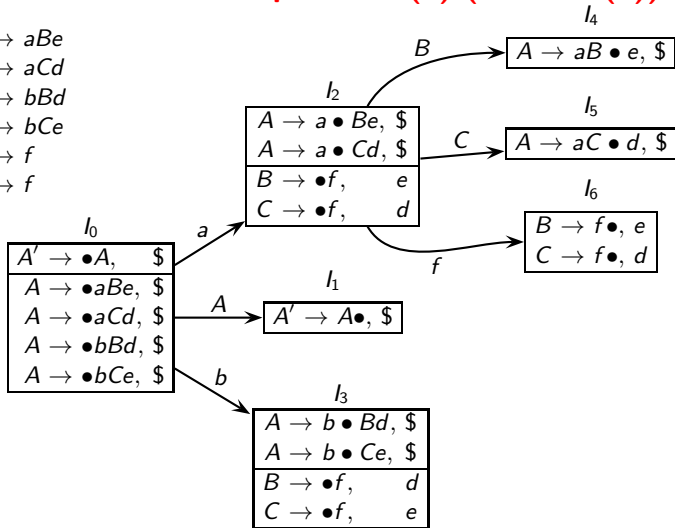 I₄
→ aBe
→ aCd
→ bBd
→ bCe
→ f
→ f
B
A → aB • e, $
I₂
A → a • Be, $
A → a • Cd, $
B → •f, e
C → •f, d
C
I₅
A → aC • d, $
I₆
B → f•, e
C → f•, d
f
a
I₀
A′ → •A, $
A → •aBe, $
A → •aCd, $
A → •bBd, $
A → •bCe, $
A
I₁
A′ → A•, $
b
I₃
A → b • Bd, $
A → b • Ce, $
B → •f, d
C → •f, e